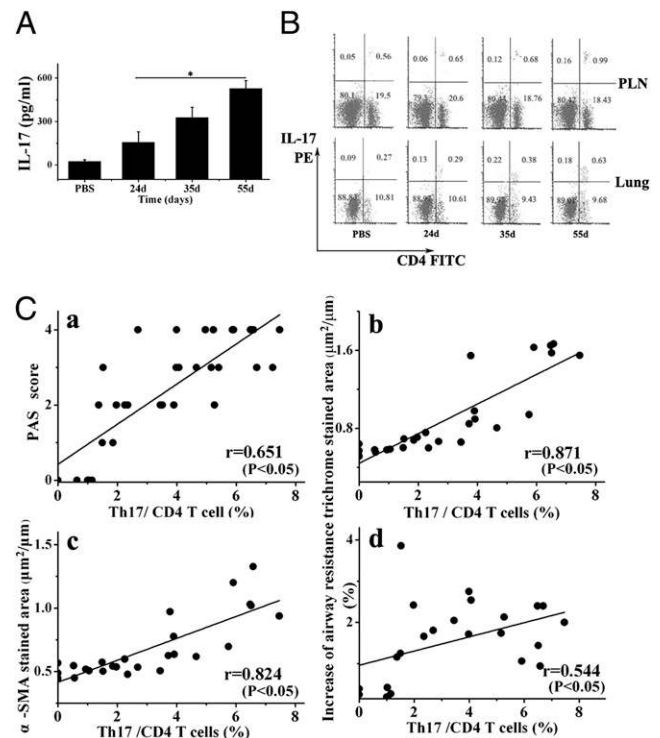 A
IL-17 (pg/ml)
600
300
0
*
PBS 24d 35d 55d
Time (days)
B
0.05 0.56 0.06 0.65 0.12 0.68 0.16 0.99
PLN
80.1 19.5 20.6 18.76 18.43
IL-17
PE
0.09 0.27 0.13 0.29 0.22 0.38 0.18 0.63
Lung
10.81 10.61 9.43 9.68
PBS 24d 35d 55d
CD4 FITC
C
a
PAS score
4
2
0
r=0.651
(P<0.05)
0 2 4 6 8
Th17/ CD4 T cell (%)
b
trichrome stained area (μm²/μm)
1.6
0.8
r=0.871
(P<0.05)
0 2 4 6 8
Th17/ CD4 T cells (%)
c
α -SMA stained area (μm²/μm)
1.5
1.0
0.5
r=0.824
(P<0.05)
0 2 4 6 8
Th17 /CD4 T cells (%)
d
Increase of airway resistance
(%)
4
2
0
r=0.544
(P<0.05)
0 2 4 6 8
Th17 /CD4 T cells (%)